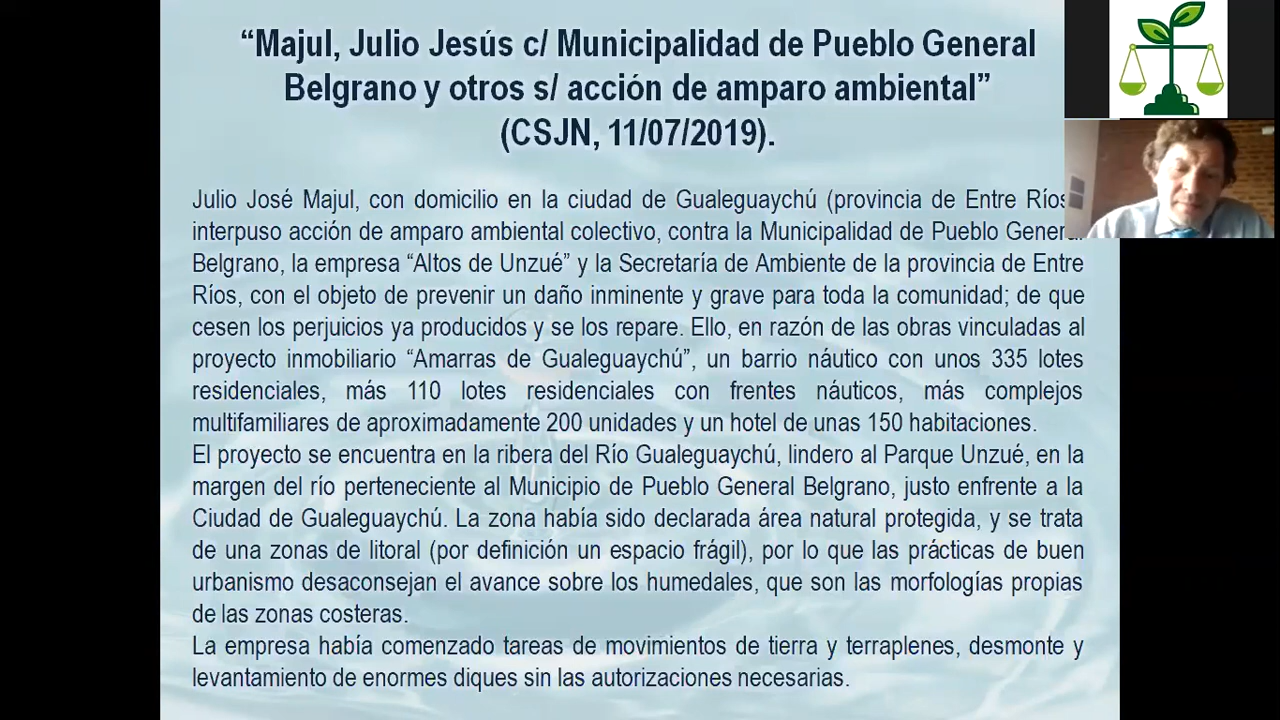 “Majul, Julio Jesús c/ Municipalidad de Pueblo General
Belgrano y otros s/ acción de amparo ambiental”
(CSJN, 11/07/2019).
Julio José Majul, con domicilio en la ciudad de Gualeguaychú (provincia de Entre Ríos
interpuso acción de amparo ambiental colectivo, contra la Municipalidad de Pueblo General
Belgrano, la empresa “Altos de Unzué” y la Secretaría de Ambiente de la provincia de Entre
Ríos, con el objeto de prevenir un daño inminente y grave para toda la comunidad; de que
cesen los perjuicios ya producidos y se los repare. Ello, en razón de las obras vinculadas al
proyecto inmobiliario “Amarras de Gualeguaychú”, un barrio náutico con unos 335 lotes
residenciales, más 110 lotes residenciales con frentes náuticos, más complejos
multifamiliares de aproximadamente 200 unidades y un hotel de unas 150 habitaciones.
El proyecto se encuentra en la ribera del Río Gualeguaychú, lindero al Parque Unzué, en la
margen del río perteneciente al Municipio de Pueblo General Belgrano, justo enfrente a la
Ciudad de Gualeguaychú. La zona había sido declarada área natural protegida, y se trata
de una zonas de litoral (por definición un espacio frágil), por lo que las prácticas de buen
urbanismo desaconsejan el avance sobre los humedales, que son las morfologías propias
de las zonas costeras.
La empresa había comenzado tareas de movimientos de tierra y terraplenes, desmonte y
levantamiento de enormes diques sin las autorizaciones necesarias.